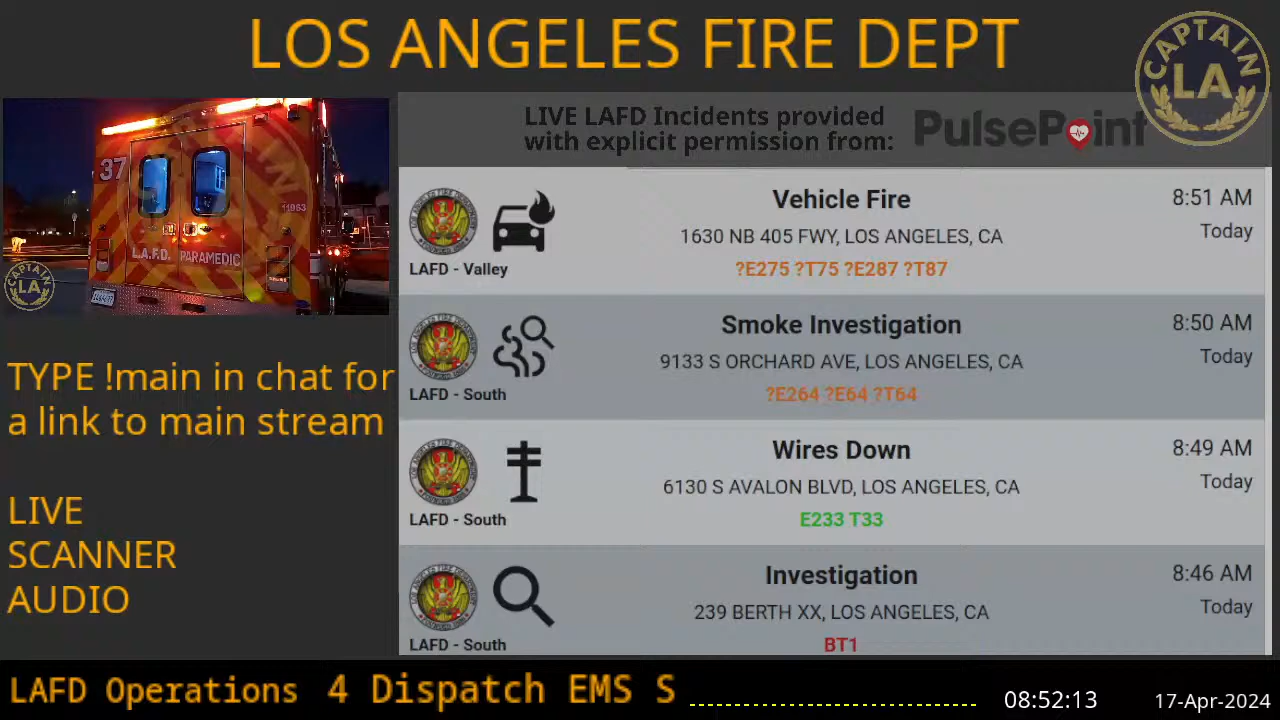 LOS ANGELES FIRE DEPT
CAPTAIN
LA
LIVE LAFD Incidents provided
with explicit permission from:
PulsePoint
37
11953
L.A.F.D. PARAMEDIC
CAPTAIN
LA
Vehicle Fire
8:51 AM
1630 NB 405 FWY, LOS ANGELES, CA
Today
LAFD - Valley
?E275 ?T75 ?E287 ?T87
Smoke Investigation
8:50 AM
9133 S ORCHARD AVE, LOS ANGELES, CA
Today
LAFD - South
?E264 ?E64 ?T64
Wires Down
8:49 AM
6130 S AVALON BLVD, LOS ANGELES, CA
Today
LAFD - South
E233 T33
Investigation
8:46 AM
239 BERTH XX, LOS ANGELES, CA
Today
LAFD - South
BT1
TYPE !main in chat for
a link to main stream
LIVE
SCANNER
AUDIO
LAFD Operations 4 Dispatch EMS S
08:52:13
17-Apr-2024